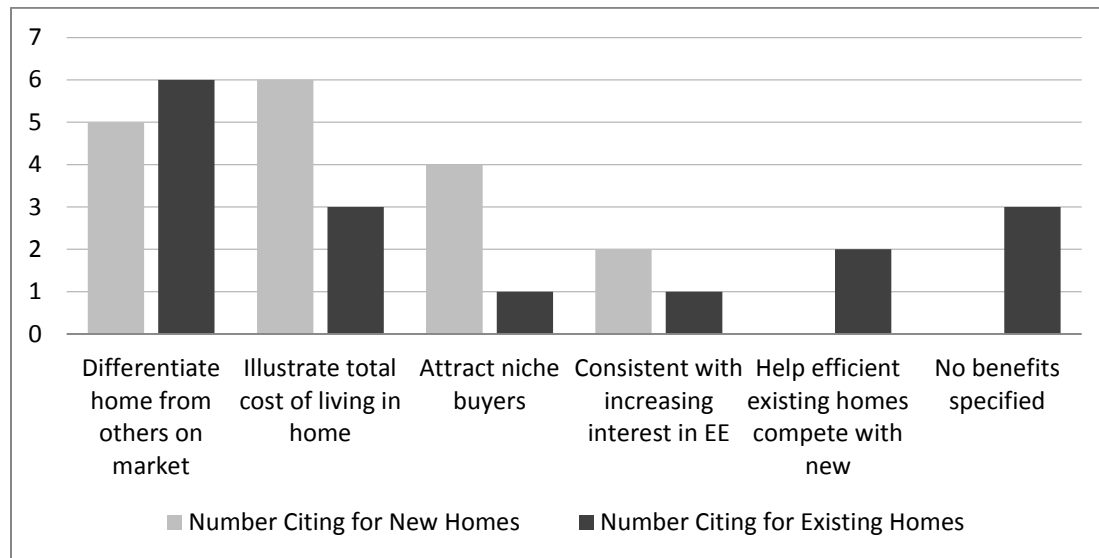 7
6
5
4
3
2
1
0
Differentiate home from others on market
Illustrate total cost of living in home
Attract niche buyers
Consistent with increasing interest in EE
Help efficient existing homes compete with new
No benefits specified
Number Citing for New Homes
Number Citing for Existing Homes